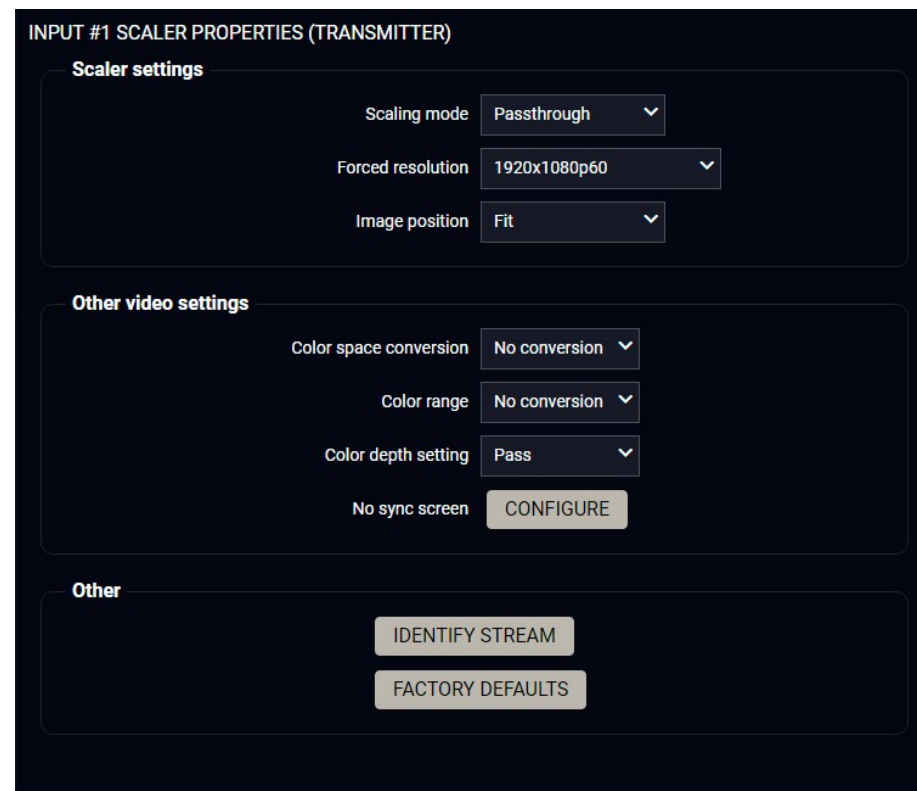 INPUT #1 SCALER PROPERTIES (TRANSMITTER)
Scaler settings
Scaling mode Passthrough
Forced resolution 1920x1080p60
Image position Fit
Other video settings
Color space conversion No conversion
Color range No conversion
Color depth setting Pass
No sync screen CONFIGURE
Other
IDENTIFY STREAM
FACTORY DEFAULTS